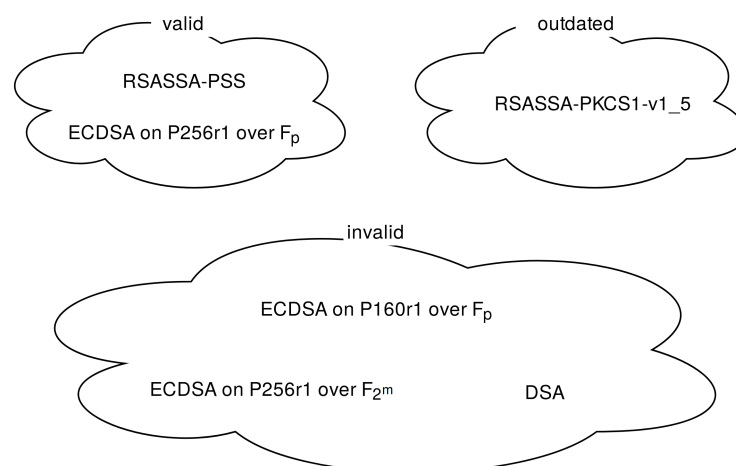 valid
RSASSA-PSS
ECDSA on P256r1 over Fp
outdated
RSASSA-PKCS1-v1_5
invalid
ECDSA on P160r1 over Fp
ECDSA on P256r1 over F2m
DSA